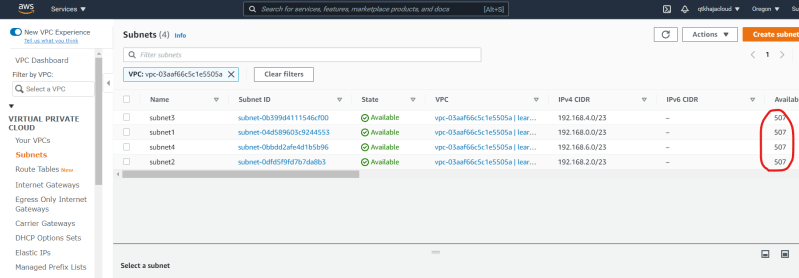 aws
Services ▼
Search for services, features, marketplace products, and docs
[Alt+S]
qtkhajacloud ▼
Oregon ▼
Su
New VPC Experience
Tell us what you think
VPC Dashboard
Filter by VPC:
Select a VPC
VIRTUAL PRIVATE
CLOUD
Your VPCs
Subnets
Route Tables New
Internet Gateways
Egress Only Internet
Gateways
Carrier Gateways
DHCP Options Sets
Elastic IPs
Managed Prefix Lists
Subnets (4) Info
Actions ▼
Create subnet
Filter subnets
< 1 >
VPC: vpc-03aaf66c5c1e5505a X
Clear filters
Name Subnet ID State VPC IPv4 CIDR IPv6 CIDR Availab
subnet3 subnet-0b399d4111546cf00 Available vpc-03aaf66c5c1e5505a | lear... 192.168.4.0/23 – 507
subnet1 subnet-04d589603c9244553 Available vpc-03aaf66c5c1e5505a | lear... 192.168.0.0/23 – 507
subnet4 subnet-0bbdd2afe4d1b5b96 Available vpc-03aaf66c5c1e5505a | lear... 192.168.6.0/23 – 507
subnet2 subnet-0dfd5f9fd7b7da8b3 Available vpc-03aaf66c5c1e5505a | lear... 192.168.2.0/23 – 507
Select a subnet